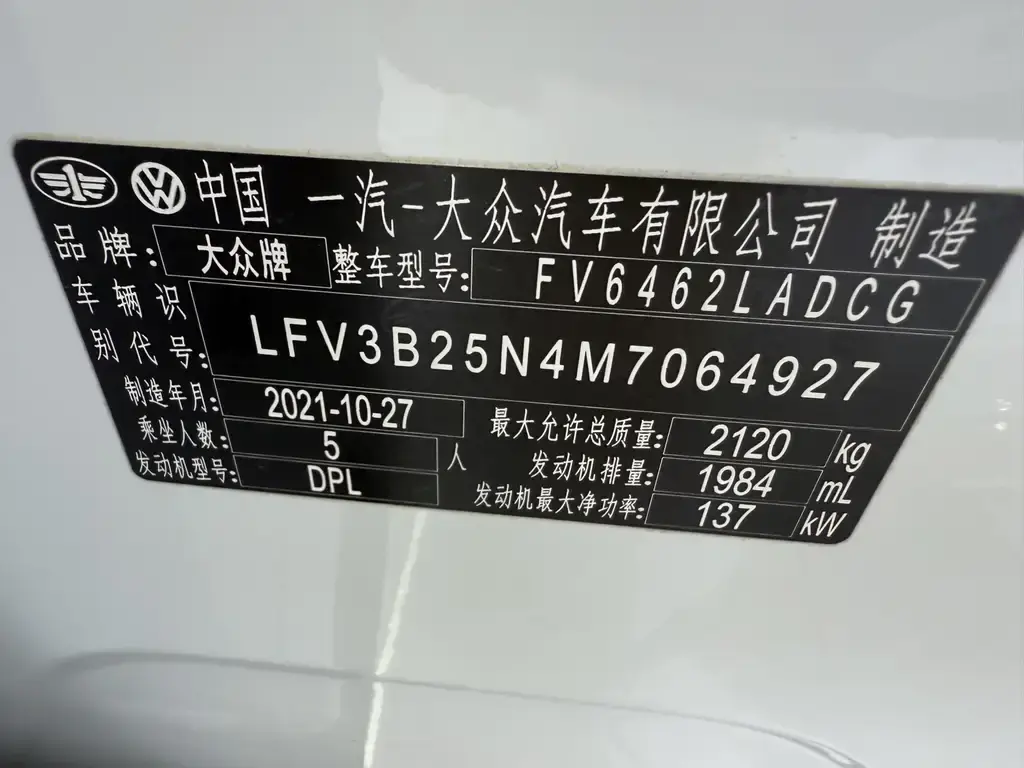 中国 一汽-大众汽车有限公司 制造
品牌: 大众牌 整车型号: FV6462LADCG
车辆识别代号: LFV3B25N4M7064927
制造年月: 2021-10-27 最大允许总质量: 2120 kg
乘坐人数: 5 人 发动机排量: 1984 mL
发动机型号: DPL 发动机最大净功率: 137 kW